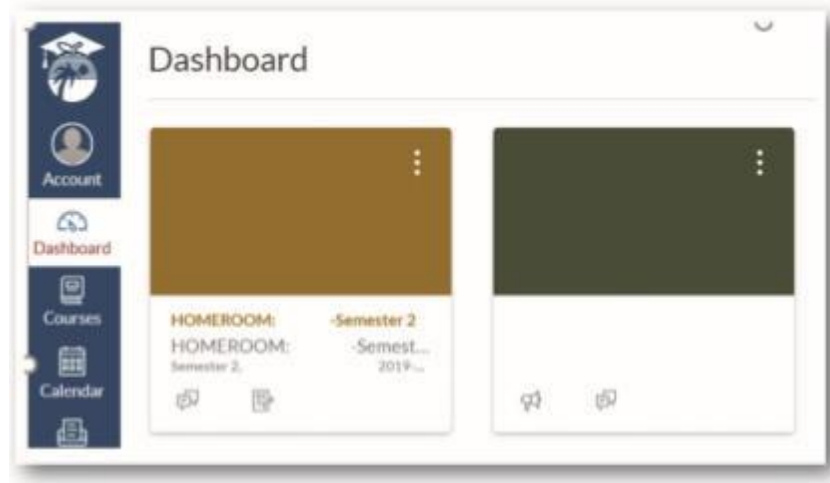 Dashboard
Account
Dashboard
Courses
Calendar
HOMEROOM: -Semester 2
HOMEROOM: -Semest...
Semester 2, 2019-...